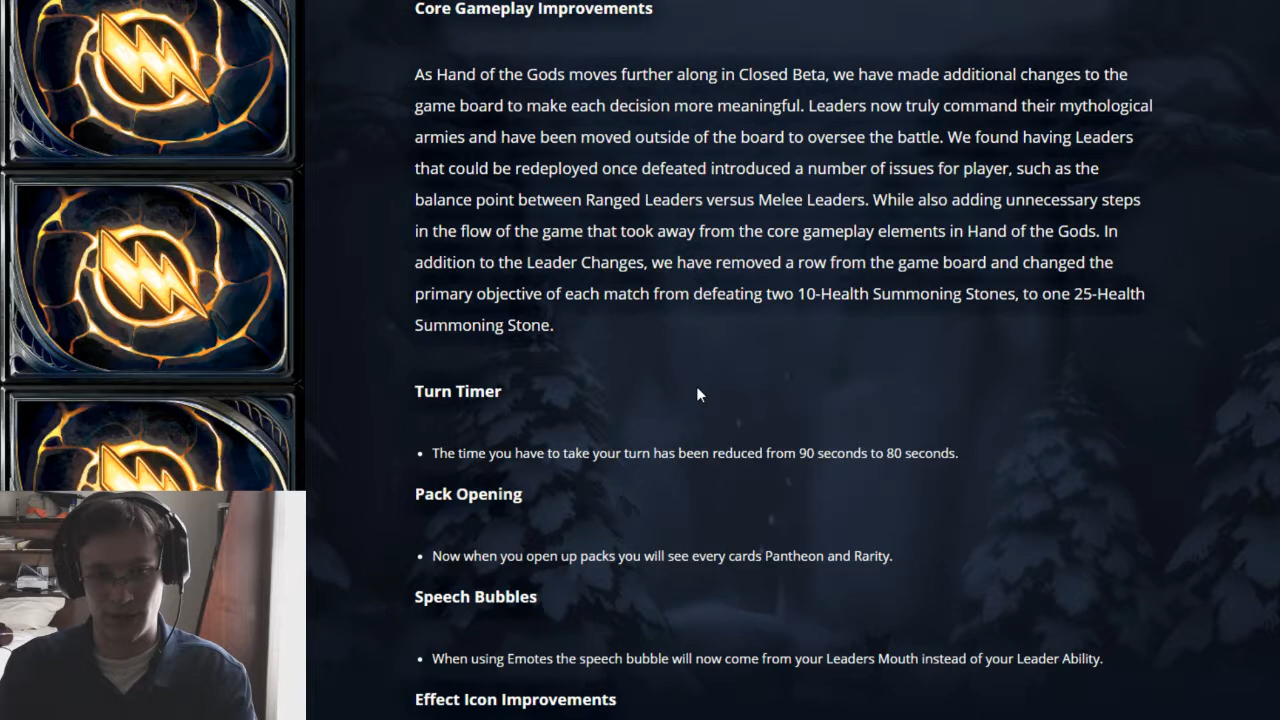 Core Gameplay Improvements
As Hand of the Gods moves further along in Closed Beta, we have made additional changes to the
game board to make each decision more meaningful. Leaders now truly command their mythological
armies and have been moved outside of the board to oversee the battle. We found having Leaders
that could be redeployed once defeated introduced a number of issues for player, such as the
balance point between Ranged Leaders versus Melee Leaders. While also adding unnecessary steps
in the flow of the game that took away from the core gameplay elements in Hand of the Gods. In
addition to the Leader Changes, we have removed a row from the game board and changed the
primary objective of each match from defeating two 10-Health Summoning Stones, to one 25-Health
Summoning Stone.
Turn Timer
• The time you have to take your turn has been reduced from 90 seconds to 80 seconds.
Pack Opening
• Now when you open up packs you will see every cards Pantheon and Rarity.
Speech Bubbles
• When using Emotes the speech bubble will now come from your Leaders Mouth instead of your Leader Ability.
Effect Icon Improvements